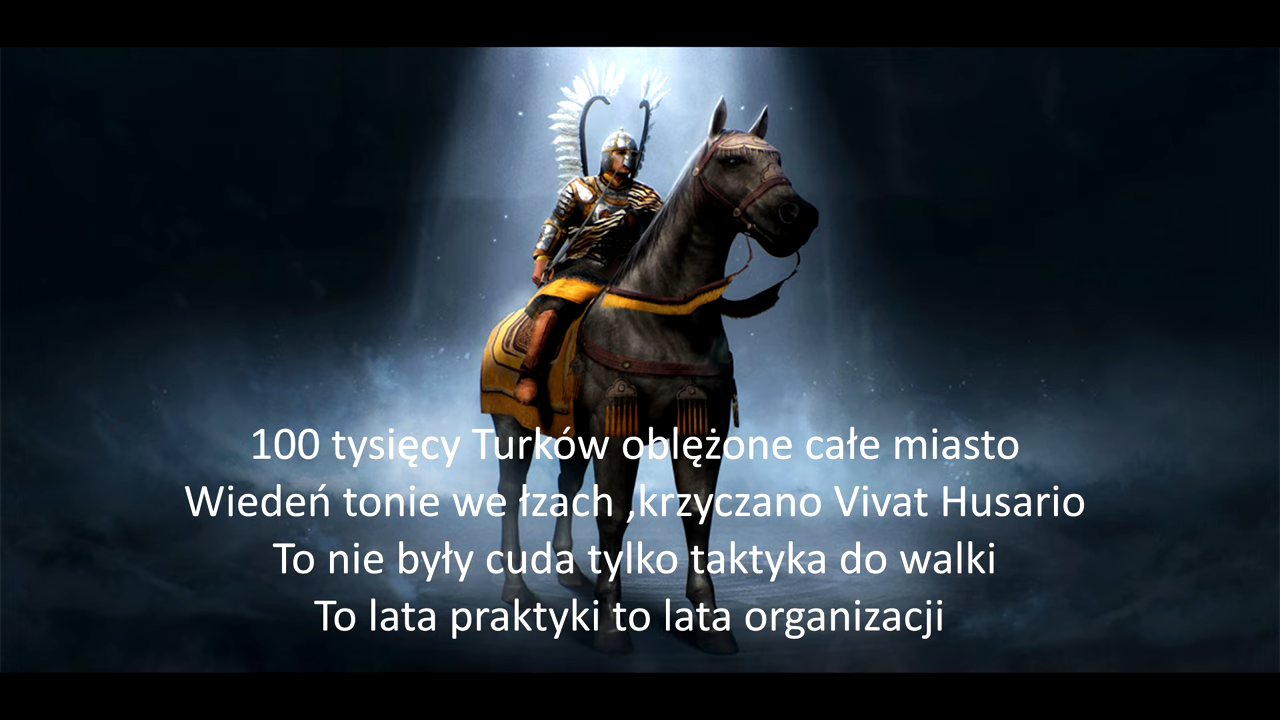 100 tysięcy Turków oblężone całe miasto
Wiedeń tonie we łzach ,krzyczano Vivat Husario
To nie były cuda tylko taktyka do walki
To lata praktyki to lata organizacji